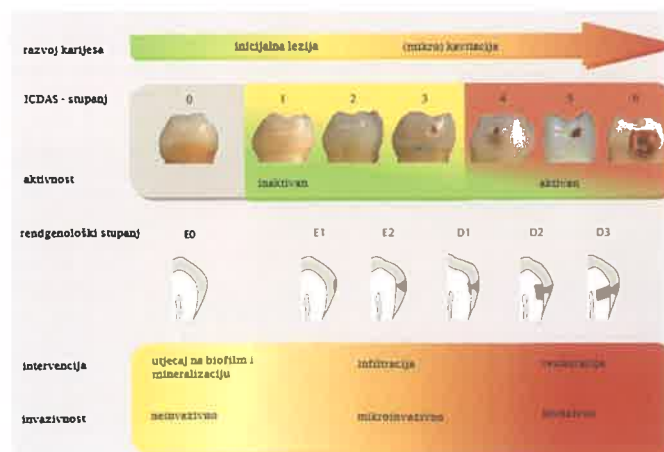 razvoj karijesa inicijalna lezija (mikro) kavitacija
ICDAS - stupanj 0 1 2 3 4 5 6
aktivnost inaktivan aktivan
rendgenološki stupanj E0 E1 E2 D1 D2 D3
intervencija utjecaj na biofilm i mineralizaciju infiltracija restauracija
invazivnost neinvazivno mikroinvazivno invazivno